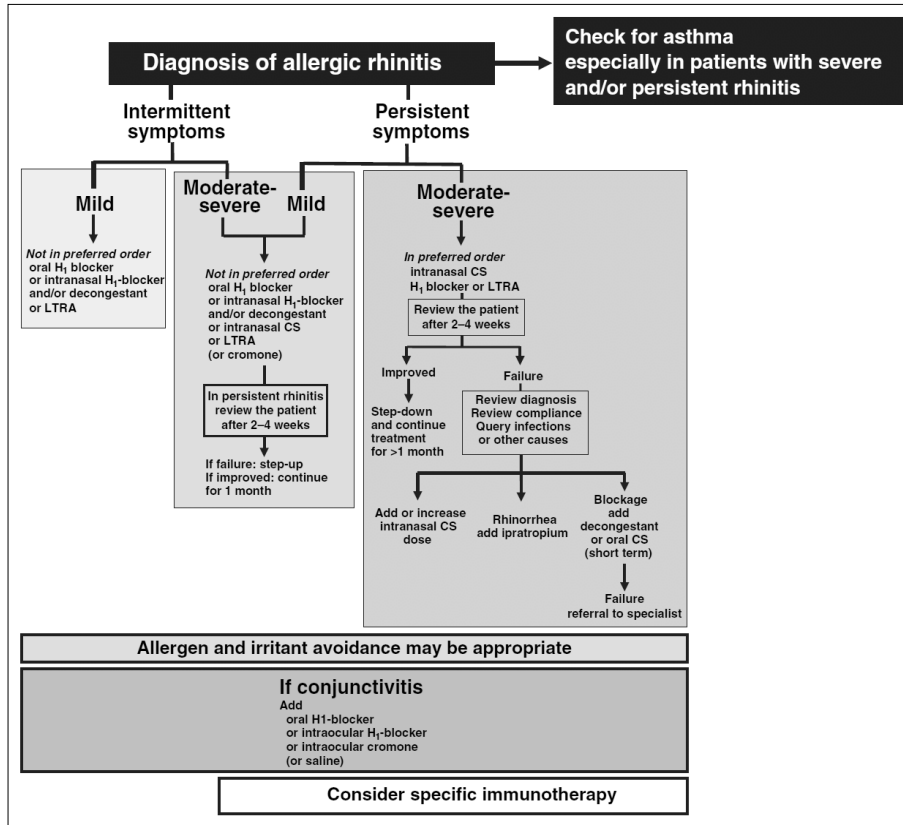 Diagnosis of allergic rhinitis
Check for asthma
especially in patients with severe
and/or persistent rhinitis
Intermittent
symptoms
Persistent
symptoms
Mild
Not in preferred order
oral H₁ blocker
or intranasal H₁-blocker
and/or decongestant
or LTRA
Moderate-
severe
Mild
Not in preferred order
oral H₁ blocker
or intranasal H₁-blocker
and/or decongestant
or intranasal CS
or LTRA
(or cromone)
In persistent rhinitis
review the patient
after 2–4 weeks
If failure: step-up
If improved: continue
for 1 month
Moderate-
severe
In preferred order
intranasal CS
H₁ blocker or LTRA
Review the patient
after 2–4 weeks
Improved
Step-down
and continue
treatment
for >1 month
Failure
Review diagnosis
Review compliance
Query infections
or other causes
Add or increase
intranasal CS
dose
Rhinorrhea
add ipratropium
Blockage
add
decongestant
or oral CS
(short term)
Failure
referral to specialist
Allergen and irritant avoidance may be appropriate
If conjunctivitis
Add
oral H1-blocker
or intraocular H₁-blocker
or intraocular cromone
(or saline)
Consider specific immunotherapy